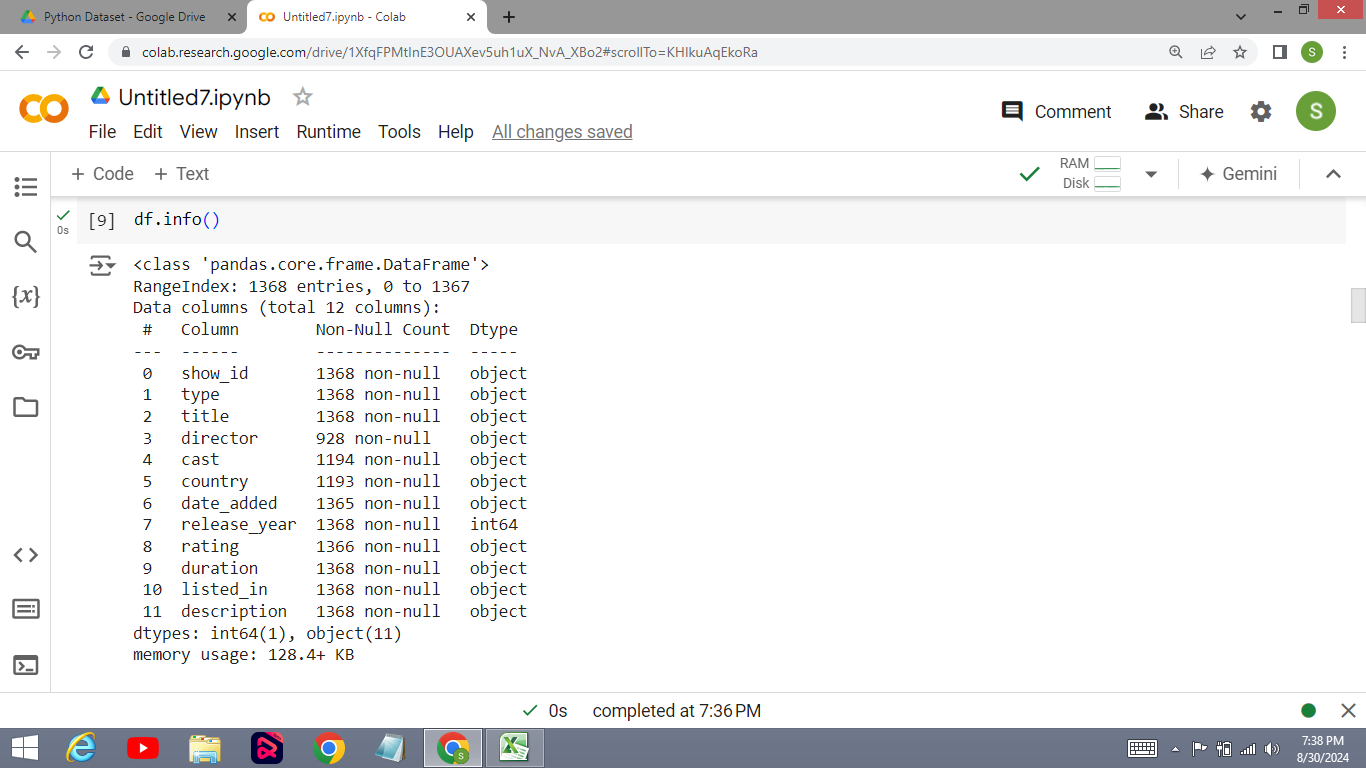 Python Dataset - Google Drive
Untitled7.ipynb - Colab
colab.research.google.com/drive/1XfqFPMtlnE3OUAXev5uh1uX_NvA_XBo2#scrollTo=KHIkuAqEkoRa
S
Untitled7.ipynb
Comment
Share
S
File Edit View Insert Runtime Tools Help All changes saved
+ Code + Text
RAM
Disk
Gemini
0s
[9] df.info()
<class 'pandas.core.frame.DataFrame'>
RangeIndex: 1368 entries, 0 to 1367
Data columns (total 12 columns):
# Column Non-Null Count Dtype
--- ------ -------------- -----
0 show_id 1368 non-null object
1 type 1368 non-null object
2 title 1368 non-null object
3 director 928 non-null object
4 cast 1194 non-null object
5 country 1193 non-null object
6 date_added 1365 non-null object
7 release_year 1368 non-null int64
8 rating 1366 non-null object
9 duration 1368 non-null object
10 listed_in 1368 non-null object
11 description 1368 non-null object
dtypes: int64(1), object(11)
memory usage: 128.4+ KB
0s completed at 7:36 PM
7:38 PM
8/30/2024